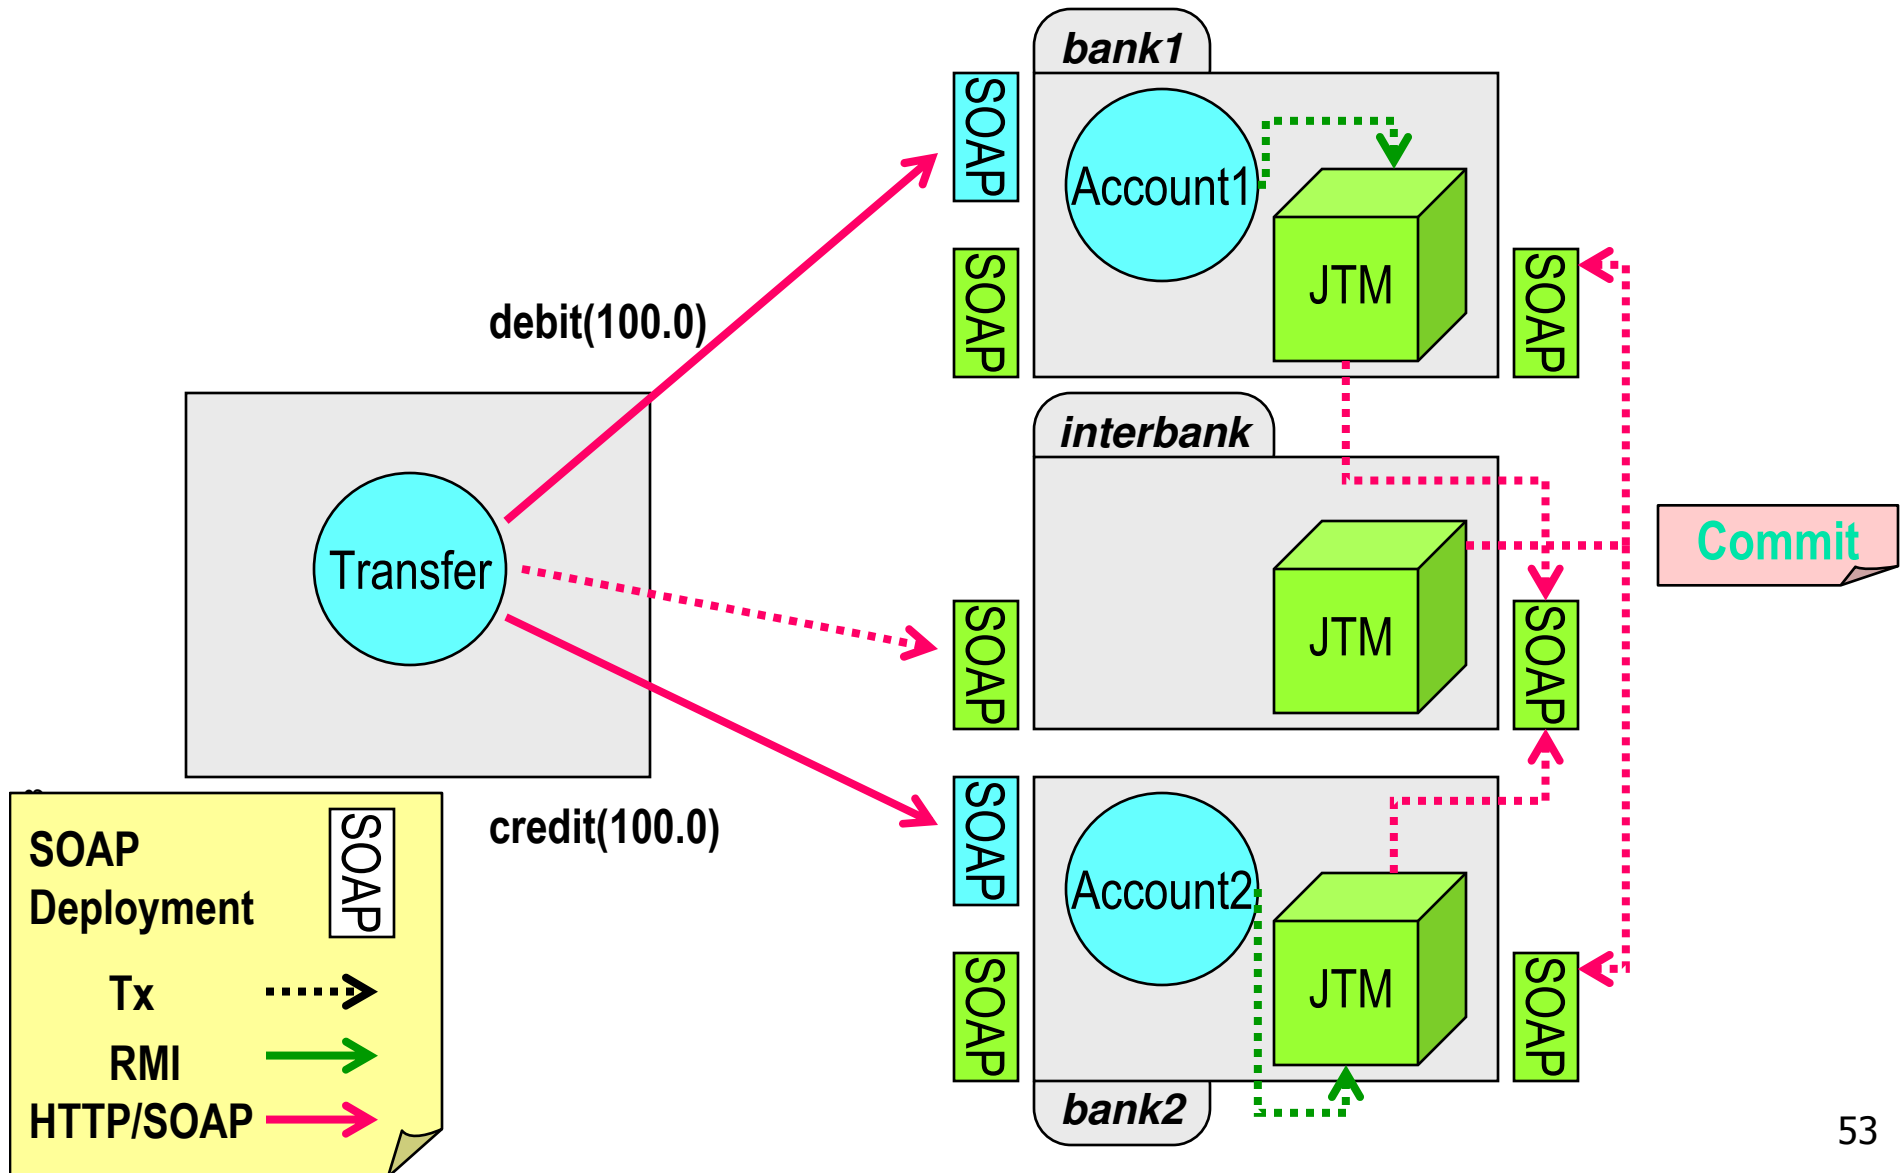 bank1
SOAP
Account1
SOAP
JTM
SOAP
debit(100.0)
interbank
Transfer
Commit
SOAP
JTM
SOAP
credit(100.0)
SOAP
Account2
SOAP
JTM
SOAP
bank2
SOAP
Deployment
SOAP
Tx
RMI
HTTP/SOAP
53